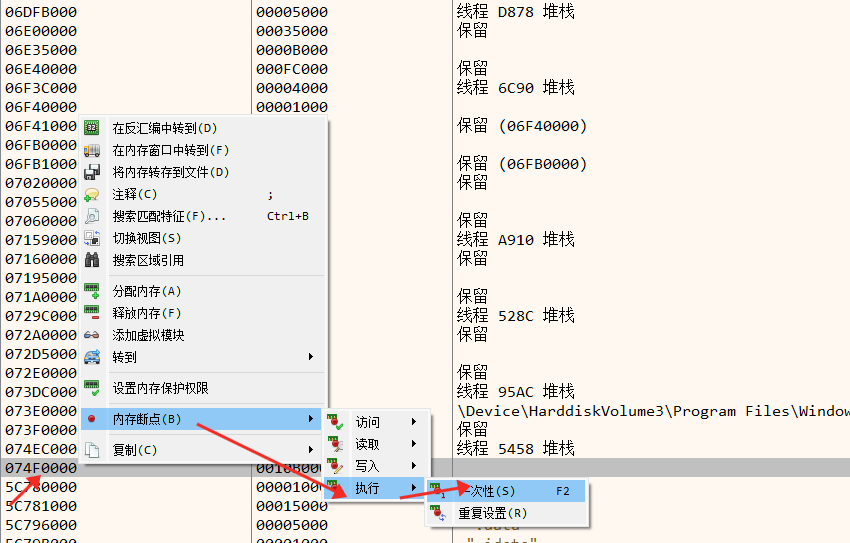 06DFB000 00005000 线程 D878 堆栈
06E00000 00035000 保留
06E35000 0000B000
06E40000 000FC000 保留
06F3C000 00004000 线程 6C90 堆栈
06F40000 00001000
06F41000 保留 (06F40000)
06FB0000
06FB1000 保留 (06FB0000)
07020000 保留
07055000
07060000 保留
07159000 线程 A910 堆栈
07160000 保留
07195000
071A0000 保留
0729C000 线程 528C 堆栈
072A0000 保留
072D5000
072E0000 保留
073DC000 线程 95AC 堆栈
073E0000 \Device\HarddiskVolume3\Program Files\Window
073F0000 保留
074EC000 线程 5458 堆栈
074F0000
5C780000 00001000
5C781000 00015000
5C796000 00005000
在反汇编中转到(D)
在内存窗口中转到(F)
将内存转存到文件(D)
注释(C) ;
搜索匹配特征(F)... Ctrl+B
切换视图(S)
搜索区域引用
分配内存(A)
释放内存(F)
添加虚拟模块
转到
设置内存保护权限
内存断点(B)
复制(C)
访问
读取
写入
执行
一次性(S) F2
重复设置(R)